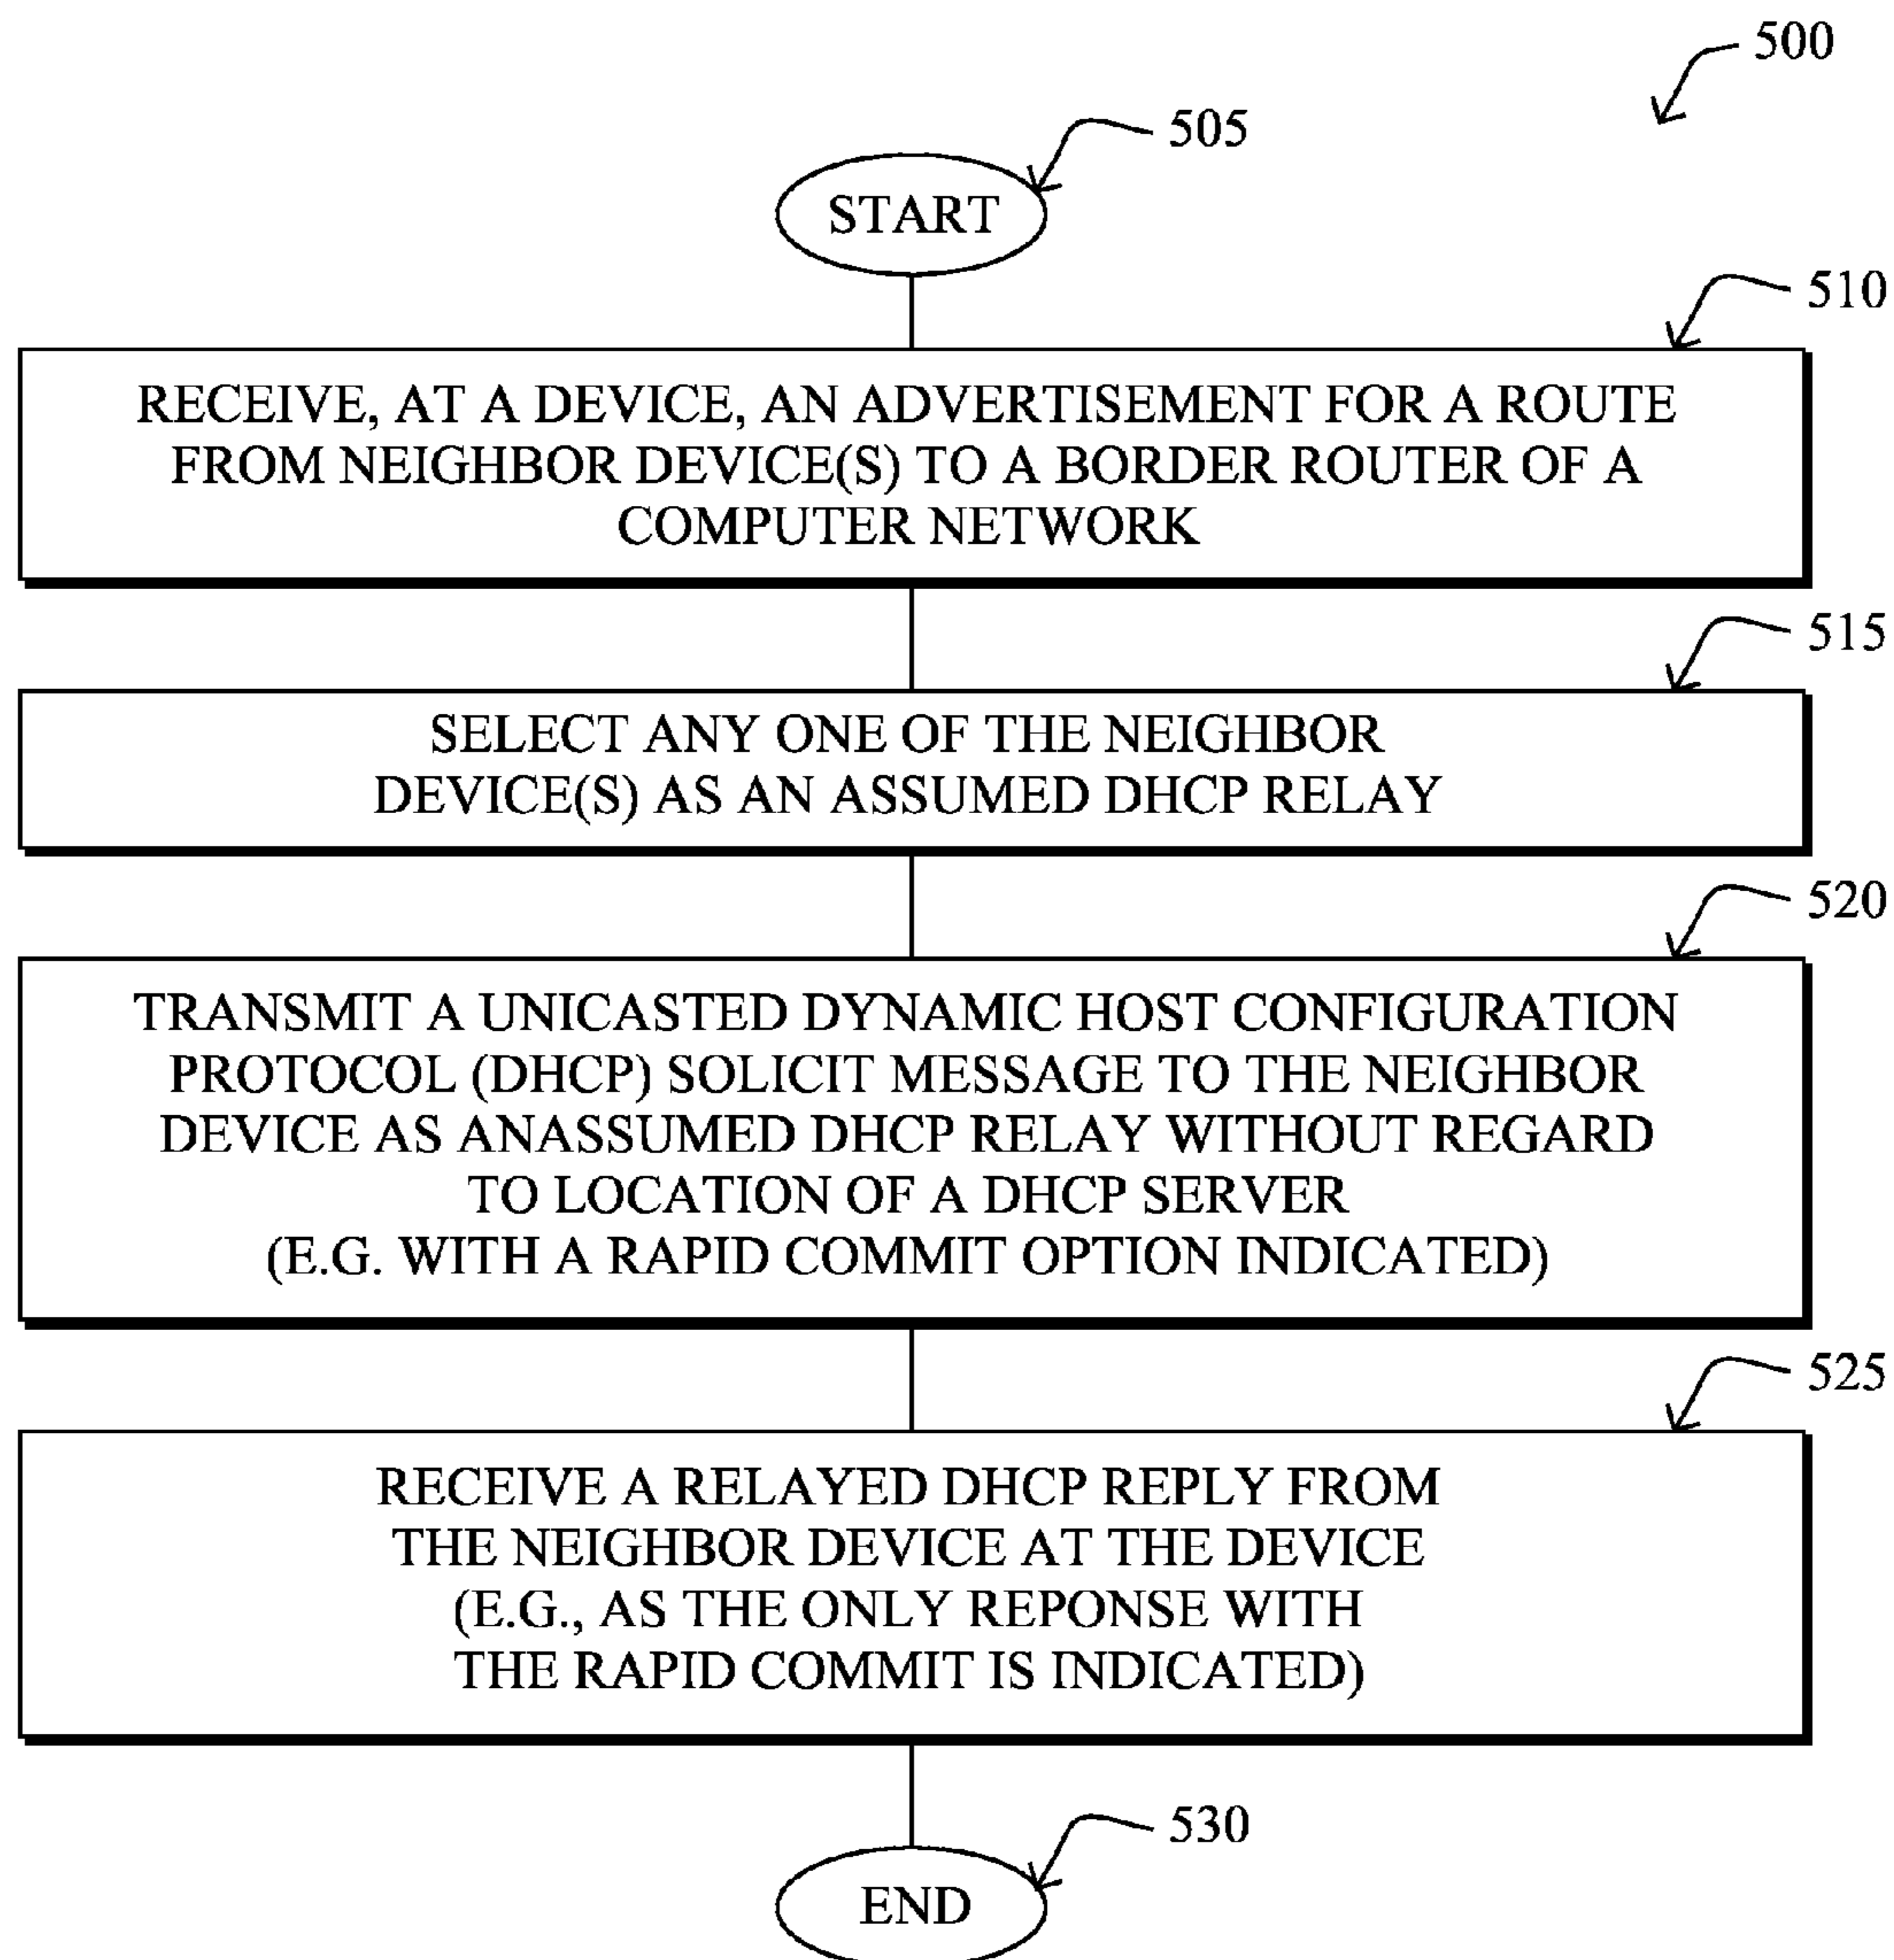 500
505
START
510
RECEIVE, AT A DEVICE, AN ADVERTISEMENT FOR A ROUTE
FROM NEIGHBOR DEVICE(S) TO A BORDER ROUTER OF A
COMPUTER NETWORK
515
SELECT ANY ONE OF THE NEIGHBOR
DEVICE(S) AS AN ASSUMED DHCP RELAY
520
TRANSMIT A UNICASTED DYNAMIC HOST CONFIGURATION
PROTOCOL (DHCP) SOLICIT MESSAGE TO THE NEIGHBOR
DEVICE AS ANASSUMED DHCP RELAY WITHOUT REGARD
TO LOCATION OF A DHCP SERVER
(E.G. WITH A RAPID COMMIT OPTION INDICATED)
525
RECEIVE A RELAYED DHCP REPLY FROM
THE NEIGHBOR DEVICE AT THE DEVICE
(E.G., AS THE ONLY REPONSE WITH
THE RAPID COMMIT IS INDICATED)
530
END